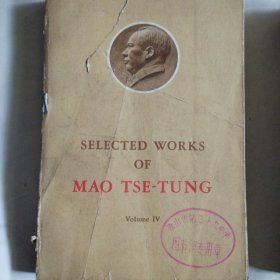 SELECTED WORKS
OF
MAO TSE-TUNG
Volume IV